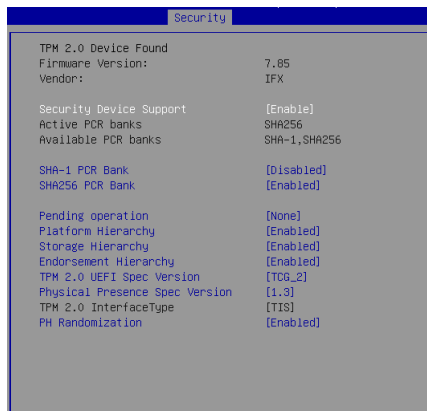 Security
TPM 2.0 Device Found
Firmware Version: 7.85
Vendor: IFX
Security Device Support [Enable]
Active PCR banks SHA256
Available PCR banks SHA-1,SHA256
SHA-1 PCR Bank [Disabled]
SHA256 PCR Bank [Enabled]
Pending operation [None]
Platform Hierarchy [Enabled]
Storage Hierarchy [Enabled]
Endorsement Hierarchy [Enabled]
TPM 2.0 UEFI Spec Version [TCG_2]
Physical Presence Spec Version [1.3]
TPM 2.0 InterfaceType [TIS]
PH Randomization [Enabled]